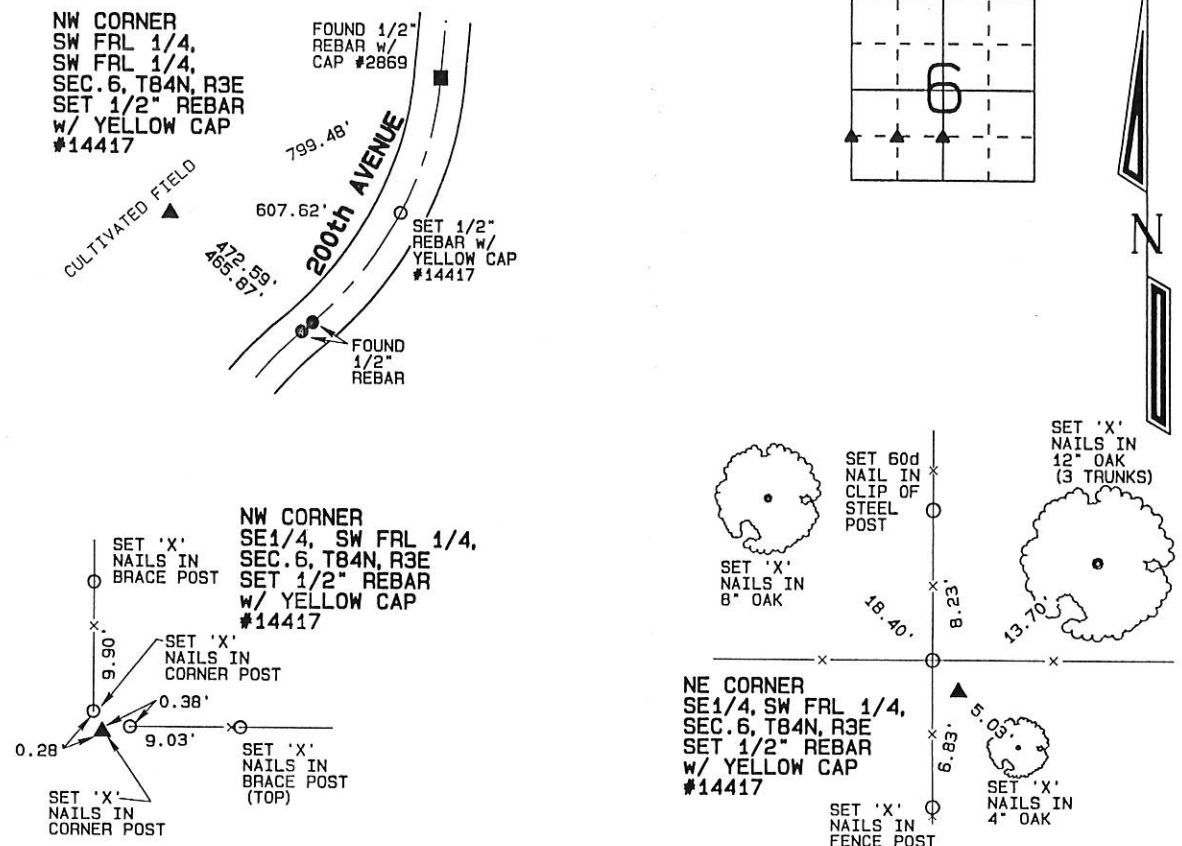 NW CORNER
SW FRL 1/4,
SW FRL 1/4,
SEC. 6, T84N, R3E
SET 1/2" REBAR
w/ YELLOW CAP
#14417
FOUND 1/2"
REBAR w/
CAP #2869
799.48'
200th AVENUE
CULTIVATED FIELD
607.62'
SET 1/2"
REBAR w/
YELLOW CAP
#14417
472.59'
465.87'
FOUND
1/2"
REBAR
6
N
NW CORNER
SE1/4, SW FRL 1/4,
SEC. 6, T84N, R3E
SET 1/2" REBAR
w/ YELLOW CAP
#14417
SET 'X'
NAILS IN
BRACE POST
9.90'
SET 'X'
NAILS IN
CORNER POST
0.38'
0.28
9.03'
SET 'X'
NAILS IN
BRACE POST
(TOP)
SET 'X'
NAILS IN
CORNER POST
SET 60d
NAIL IN
CLIP OF
STEEL
POST
SET 'X'
NAILS IN
12" OAK
(3 TRUNKS)
SET 'X'
NAILS IN
8" OAK
18.40'
8.23'
13.70'
NE CORNER
SE1/4, SW FRL 1/4,
SEC. 6, T84N, R3E
SET 1/2" REBAR
w/ YELLOW CAP
#14417
5.03'
6.83'
SET 'X'
NAILS IN
4" OAK
SET 'X'
NAILS IN
FENCE POST